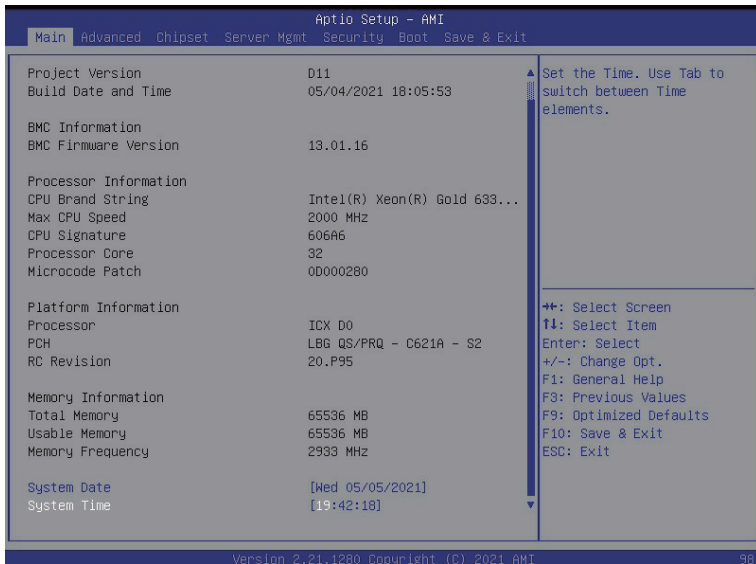 Aptio Setup – AMI
Main Advanced Chipset Server Mgmt Security Boot Save & Exit
Project Version D11
Build Date and Time 05/04/2021 18:05:53
BMC Information
BMC Firmware Version 13.01.16
Processor Information
CPU Brand String Intel(R) Xeon(R) Gold 633...
Max CPU Speed 2000 MHz
CPU Signature 606A6
Processor Core 32
Microcode Patch 0D000280
Platform Information
Processor ICX D0
PCH LBG QS/PRQ – C621A – S2
RC Revision 20.P95
Memory Information
Total Memory 65536 MB
Usable Memory 65536 MB
Memory Frequency 2933 MHz
System Date [Wed 05/05/2021]
System Time [19:42:18]
Set the Time. Use Tab to
switch between Time
elements.
→←: Select Screen
↑↓: Select Item
Enter: Select
+/-: Change Opt.
F1: General Help
F3: Previous Values
F9: Optimized Defaults
F10: Save & Exit
ESC: Exit
Version 2.21.1280 Copyright (C) 2021 AMI
98